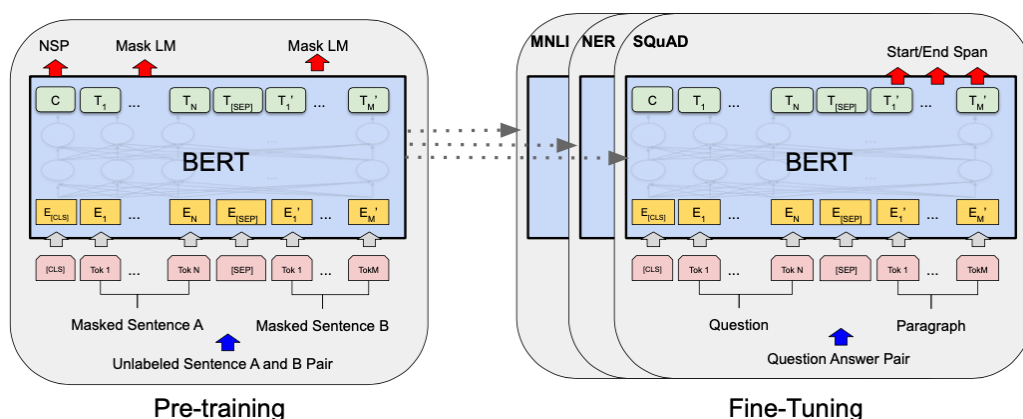 NSP Mask LM Mask LM
C T1 ... TN T[SEP] T1' ... TM'
BERT
E[CLS] E1 ... EN E[SEP] E1' ... EM'
[CLS] Tok 1 ... Tok N [SEP] Tok 1 ... TokM
Masked Sentence A Masked Sentence B
Unlabeled Sentence A and B Pair
Pre-training
MNLI NER SQuAD
Start/End Span
C T1 ... TN T[SEP] T1' ... TM'
BERT
E[CLS] E1 ... EN E[SEP] E1' ... EM'
[CLS] Tok 1 ... Tok N [SEP] Tok 1 ... TokM
Question Paragraph
Question Answer Pair
Fine-Tuning